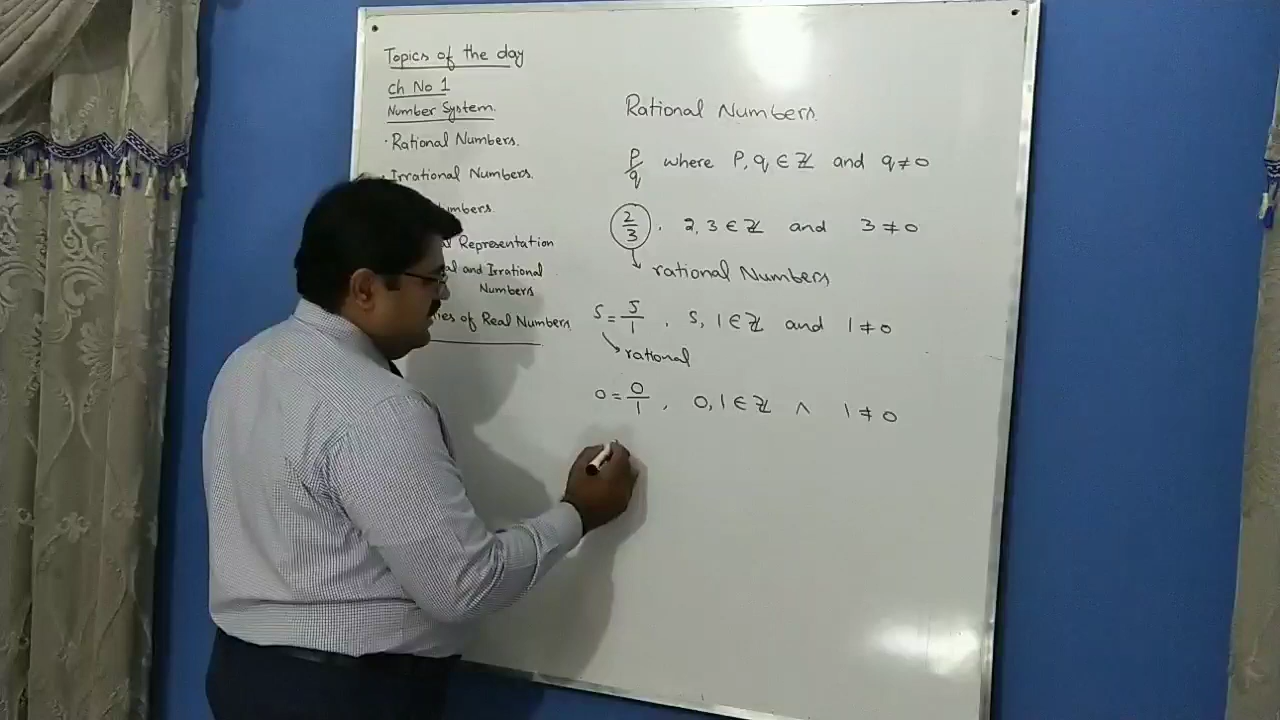 Topics of the day
Ch No 1
Number System.
· Rational Numbers.
· Irrational Numbers.
Representation
and Irrational
Numbers
of Real Numbers
Rational Numbers.
P/q where P, q ∈ ℤ and q ≠ 0
2/3 . 2, 3 ∈ ℤ and 3 ≠ 0
rational Numbers
5 = 5/1 , 5, 1 ∈ ℤ and 1 ≠ 0
rational
0 = 0/1 , 0, 1 ∈ ℤ ∧ 1 ≠ 0